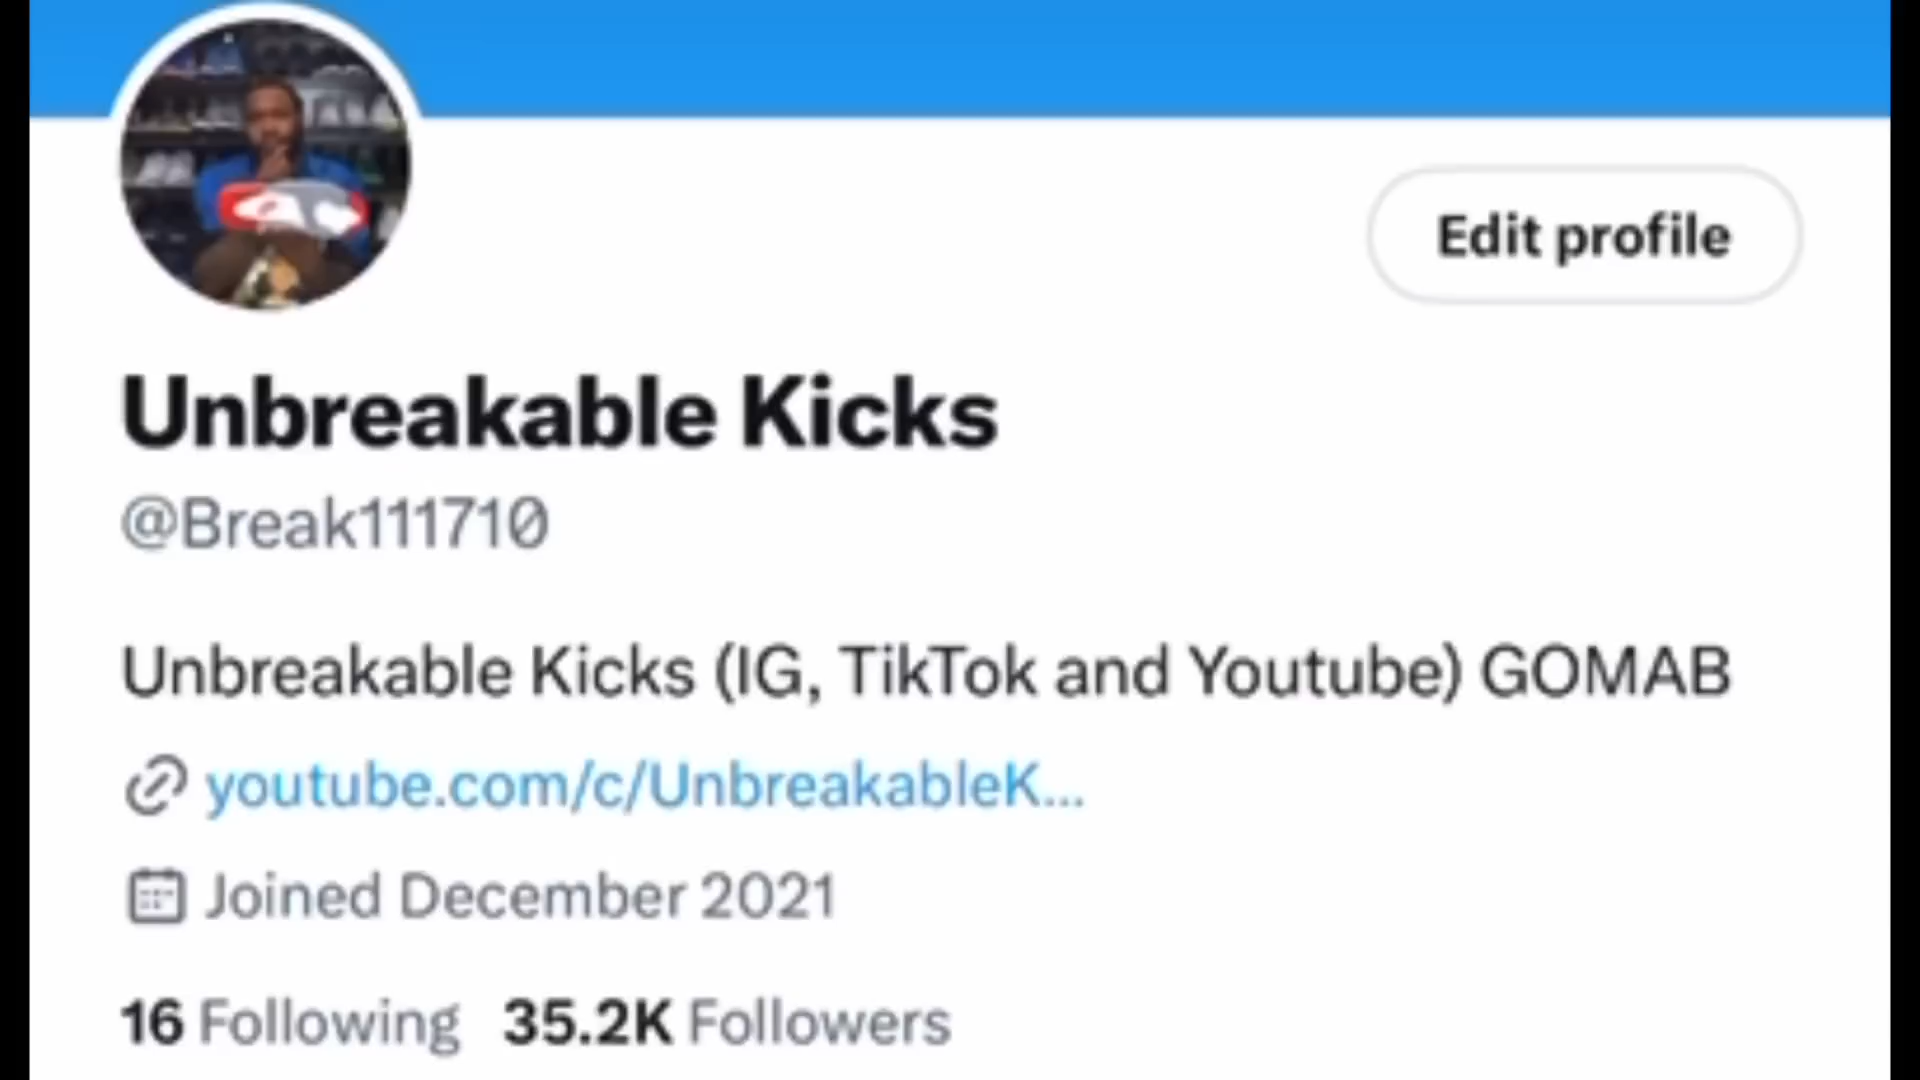 Edit profile
Unbreakable Kicks
@Break111710
Unbreakable Kicks (IG, TikTok and Youtube) GOMAB
youtube.com/c/UnbreakableK...
Joined December 2021
16 Following 35.2K Followers